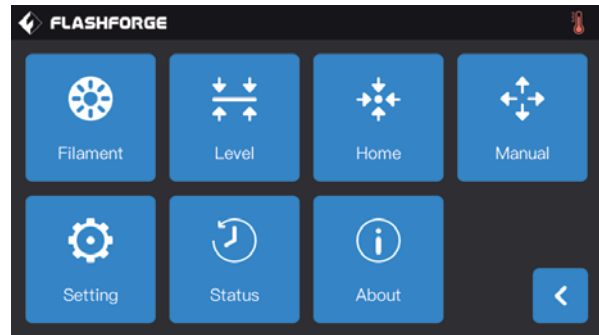 FLASHFORGE
Filament
Level
Home
Manual
Setting
Status
About